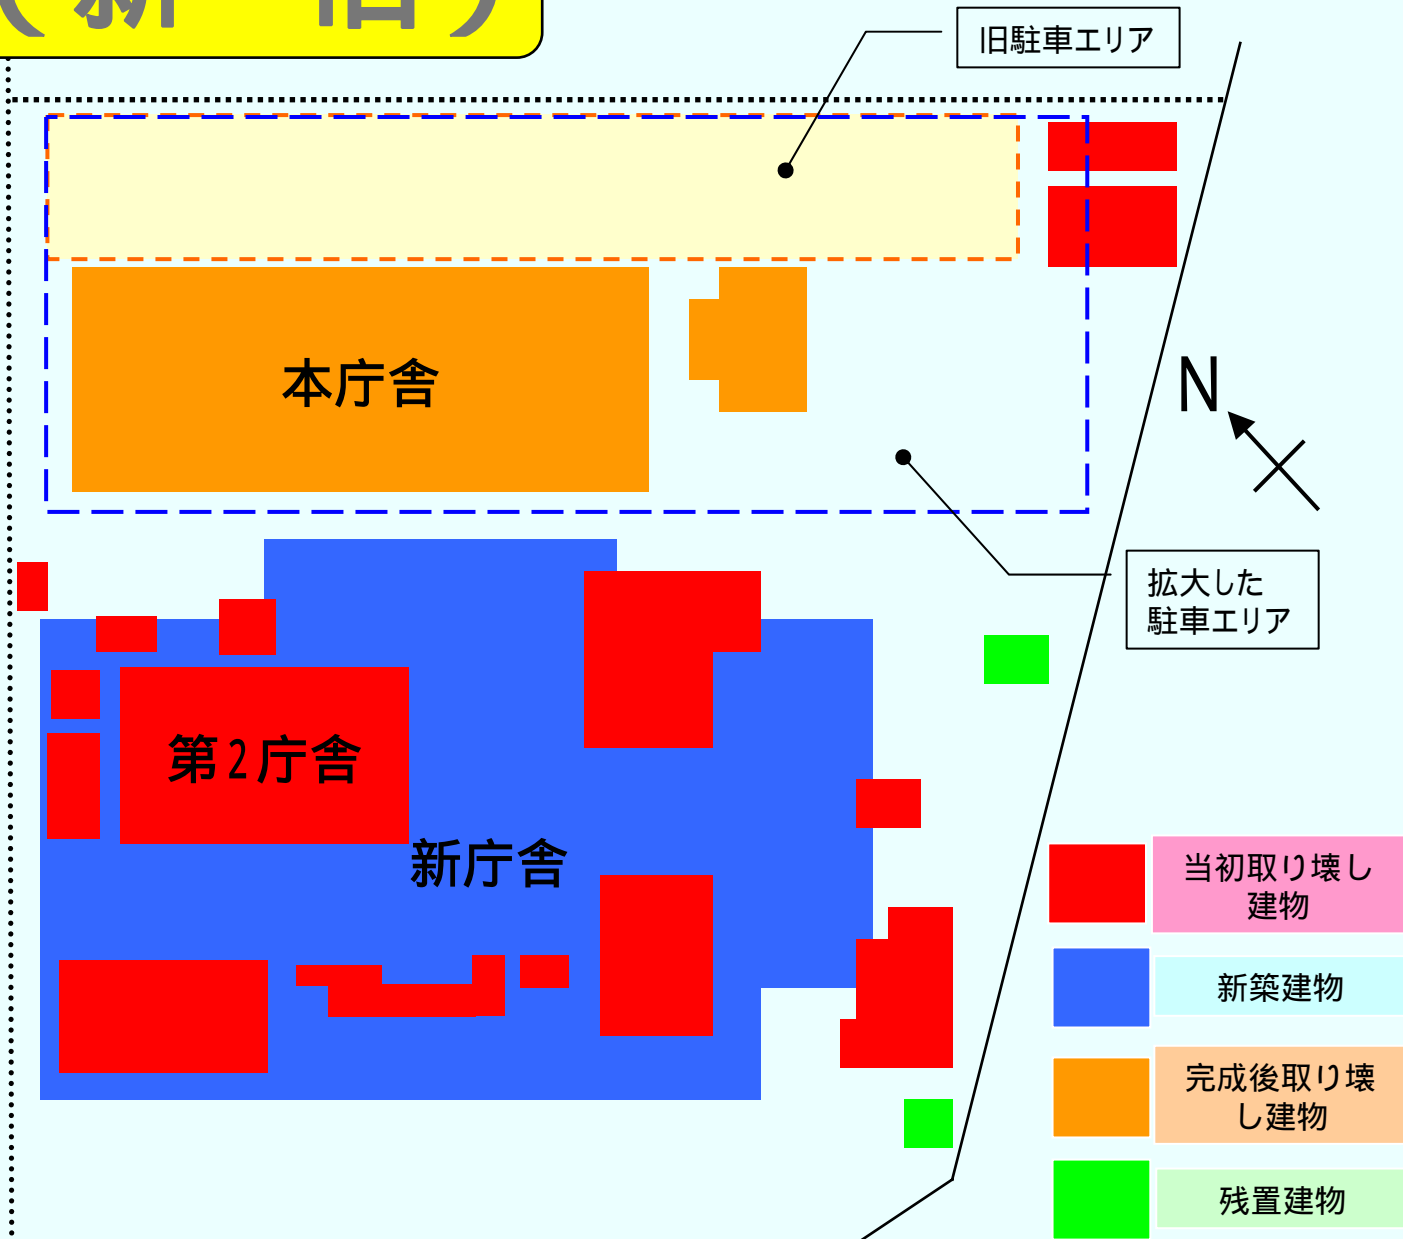 旧駐車エリア
本庁舎
N
拡大した
駐車エリア
第2庁舎
新庁舎
当初取り壊し
建物
新築建物
完成後取り壊
し建物
残置建物